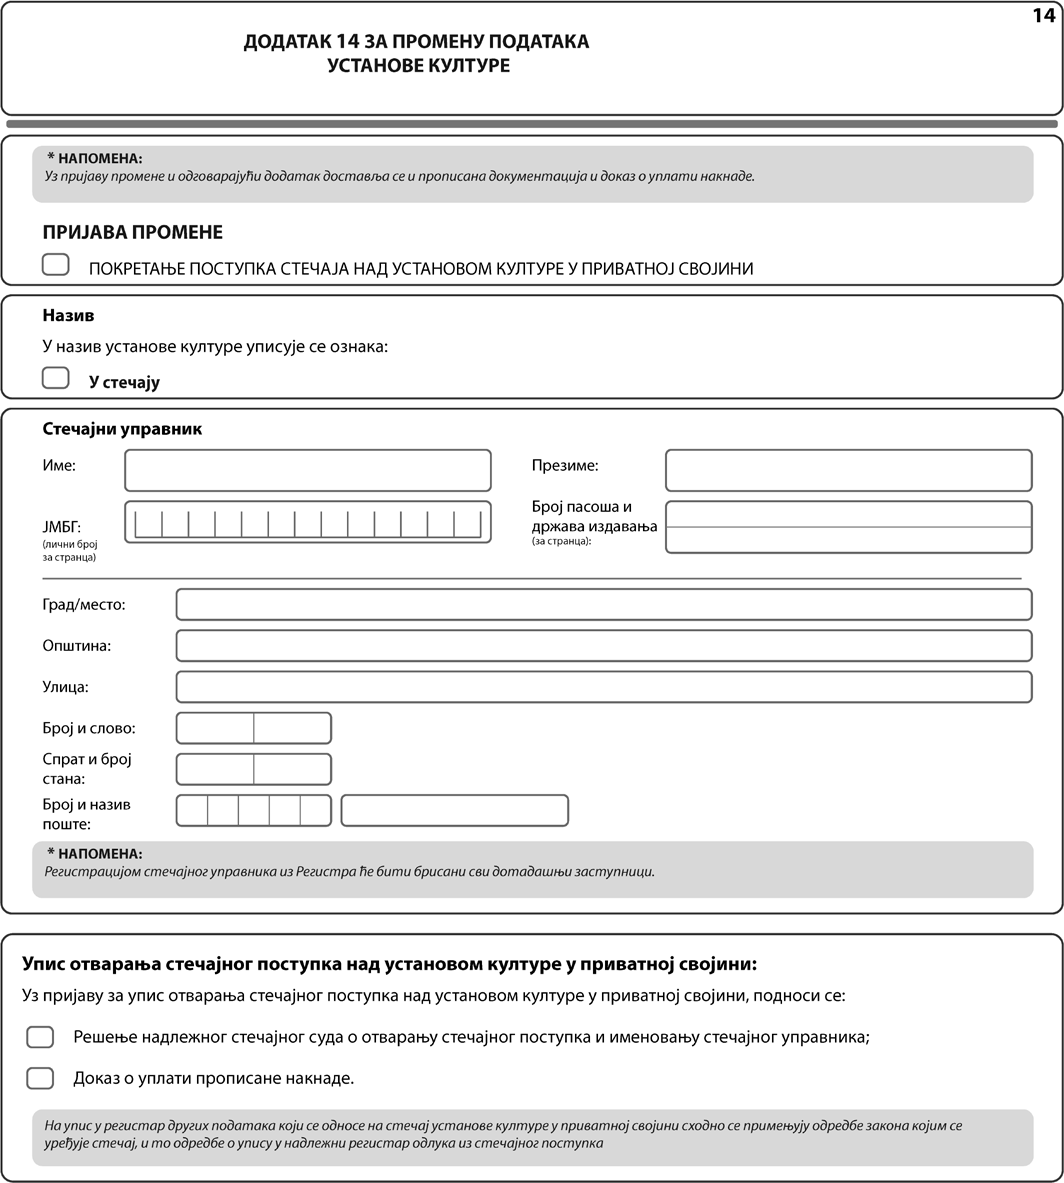 14
ДОДАТАК 14 ЗА ПРОМЕНУ ПОДАТАКА
УСТАНОВЕ КУЛТУРЕ
* НАПОМЕНА:
Уз пријаву промене и одговарајући додатак доставља се и прописана документација и доказ о уплати накнаде.
ПРИЈАВА ПРОМЕНЕ
ПОКРЕТАЊЕ ПОСТУПКА СТЕЧАЈА НАД УСТАНОВОМ КУЛТУРЕ У ПРИВАТНОЈ СВОЈИНИ
Назив
У назив установе културе уписује се ознака:
У стечају
Стечајни управник
Име:
Презиме:
ЈМБГ:
(лични број
за странца)
Број пасоша и
држава издавања
(за странца):
Град/место:
Општина:
Улица:
Број и слово:
Спрат и број
стана:
Број и назив
поште:
* НАПОМЕНА:
Регистрацијом стечајног управника из Регистра ће бити брисани сви дотадашњи заступници.
Упис отварања стечајног поступка над установом културе у приватној својини:
Уз пријаву за упис отварања стечајног поступка над установом културе у приватној својини, подноси се:
Решење надлежног стечајног суда о отварању стечајног поступка и именовању стечајног управника;
Доказ о уплати прописане накнаде.
На упис у регистар других података који се односе на стечај установе културе у приватној својини сходно се примењују одредбе закона којим се
уређује стечај, и то одредбе о упису у надлежни регистар одлука из стечајног поступка